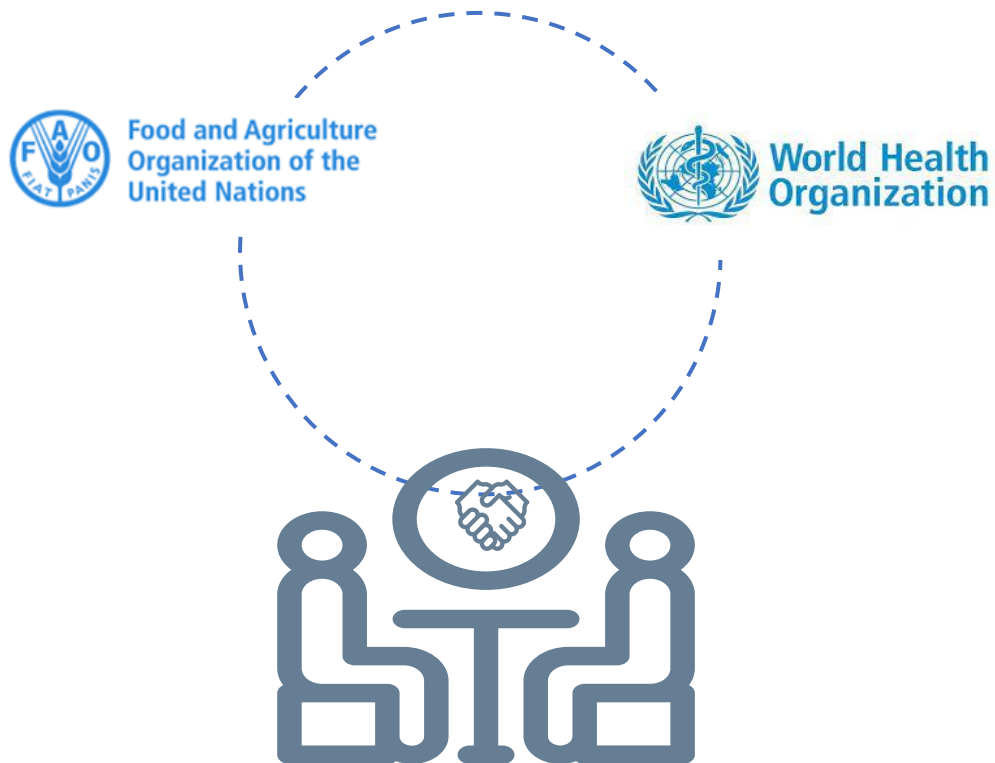 F A O
FIAT PANIS
Food and Agriculture
Organization of the
United Nations
World Health
Organization